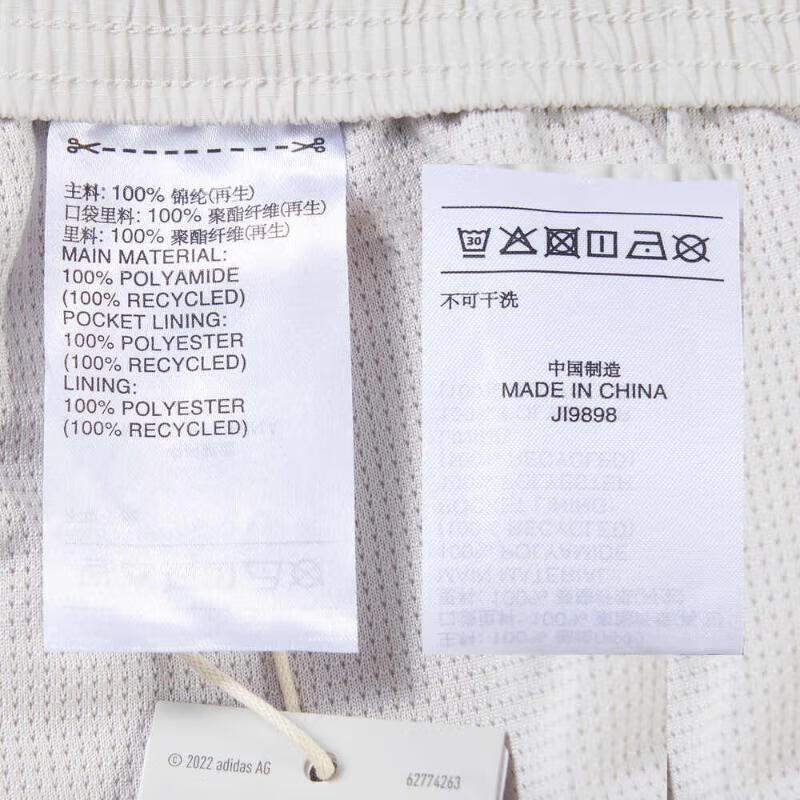 主料: 100% 锦纶(再生)
口袋里料: 100% 聚酯纤维(再生)
里料: 100% 聚酯纤维(再生)
MAIN MATERIAL:
100% POLYAMIDE
(100% RECYCLED)
POCKET LINING:
100% POLYESTER
(100% RECYCLED)
LINING:
100% POLYESTER
(100% RECYCLED)
30
不可干洗
中国制造
MADE IN CHINA
JI9898
© 2022 adidas AG
62774263